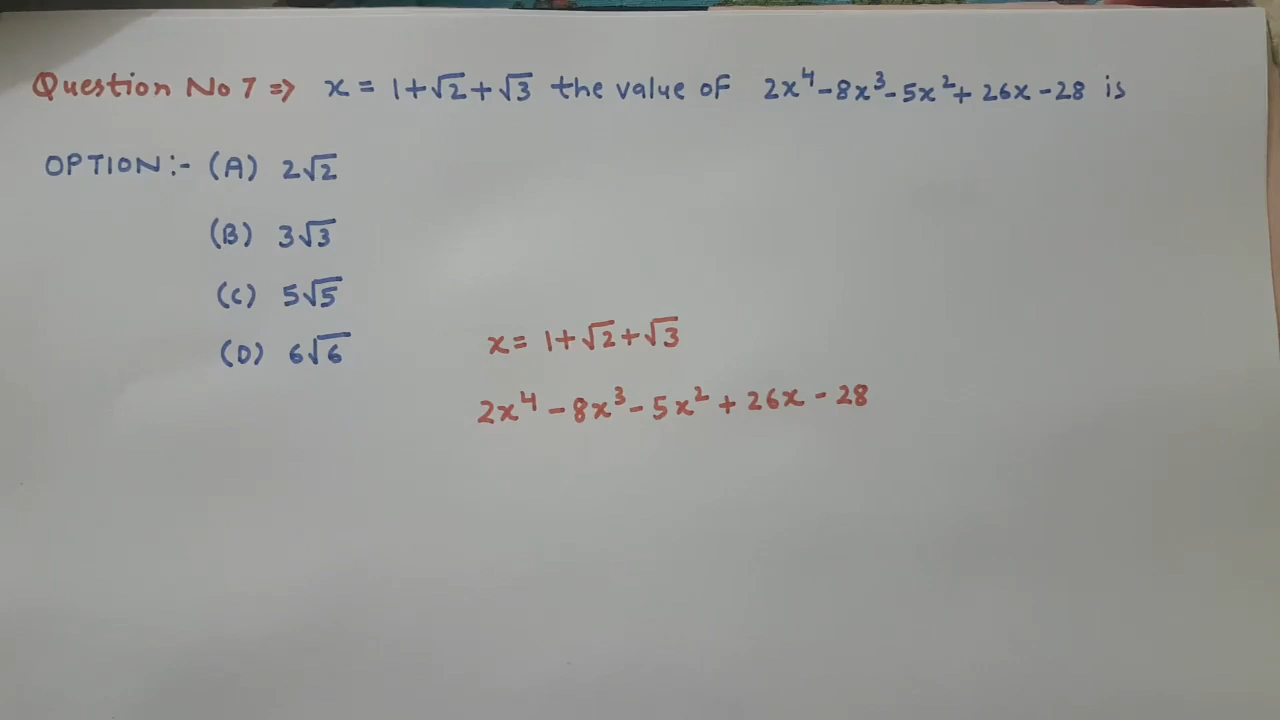 Question No 7 => x = 1+√2+√3 the value of 2x⁴-8x³-5x²+26x-28 is
OPTION:- (A) 2√2
(B) 3√3
(C) 5√5
(D) 6√6
x = 1+√2+√3
2x⁴-8x³-5x²+26x-28